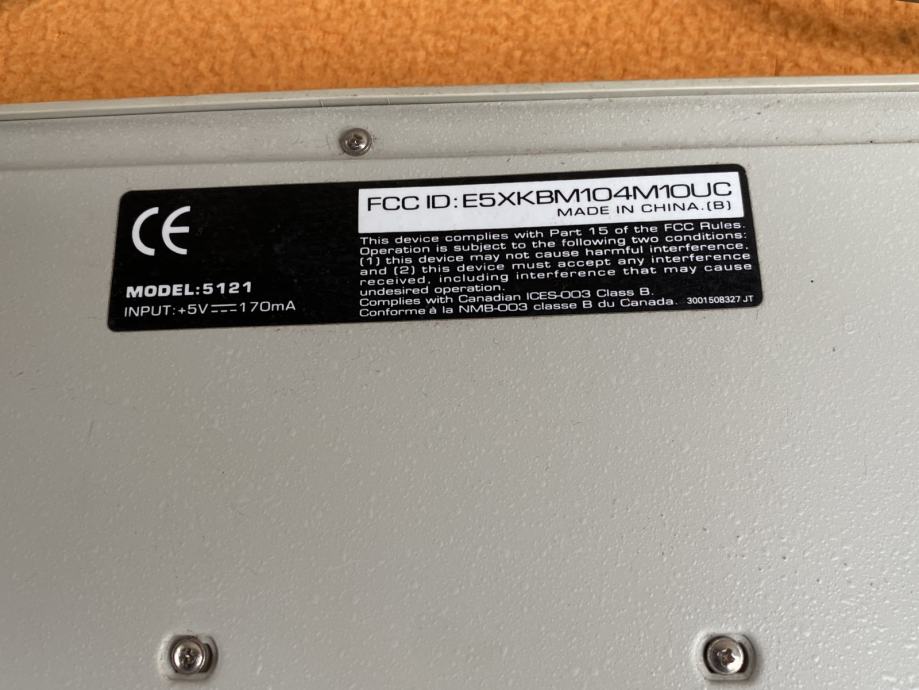 CE
MODEL:5121
INPUT:+5V⎓170mA
FCC ID:E5XKBM104M10UC
MADE IN CHINA.(B)
This device complies with Part 15 of the FCC Rules.
Operation is subject to the following two conditions:
(1) this device may not cause harmful interference,
and (2) this device must accept any interference
received, including interference that may cause
undesired operation.
Complies with Canadian ICES-003 Class B.
Conforme à la NMB-003 classe B du Canada. 3001508327 JT